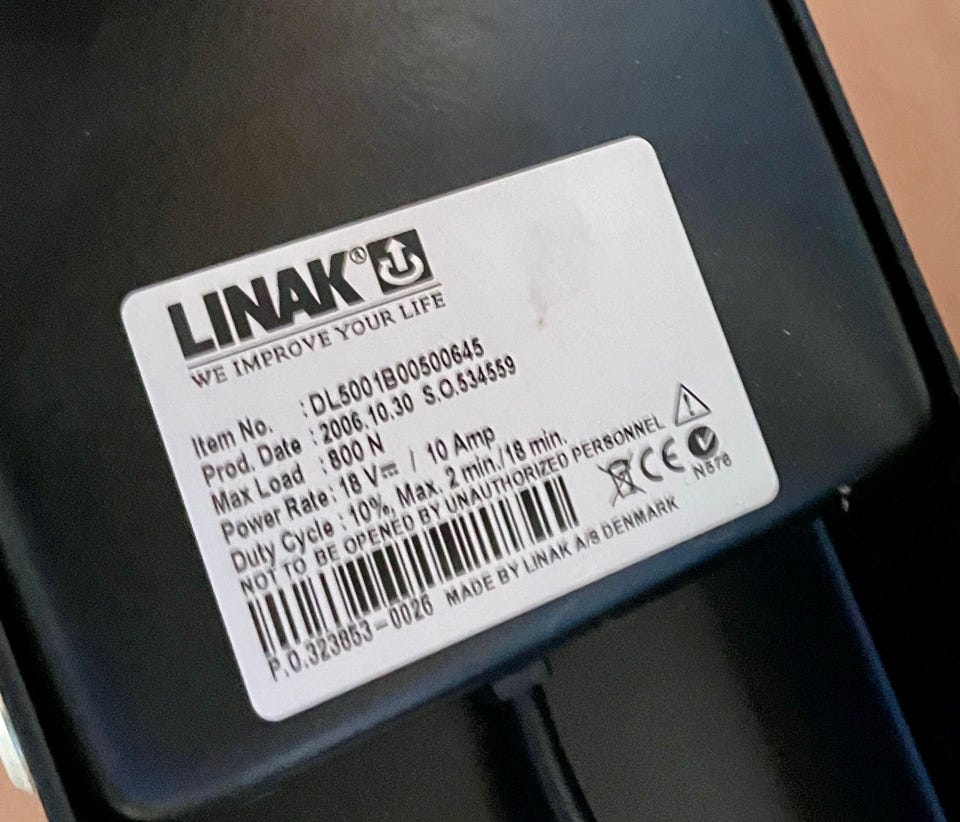 LINAK®
WE IMPROVE YOUR LIFE
Item No. : DL5001B00500645
Prod. Date : 2006.10.30 S.O.534559
Max Load : 800 N
Power Rate : 18 V⎓ / 10 Amp
Duty Cycle : 10%, Max. 2 min./18 min.
NOT TO BE OPENED BY UNAUTHORIZED PERSONNEL
CE N576
P.O.323853-0026 MADE BY LINAK A/S DENMARK